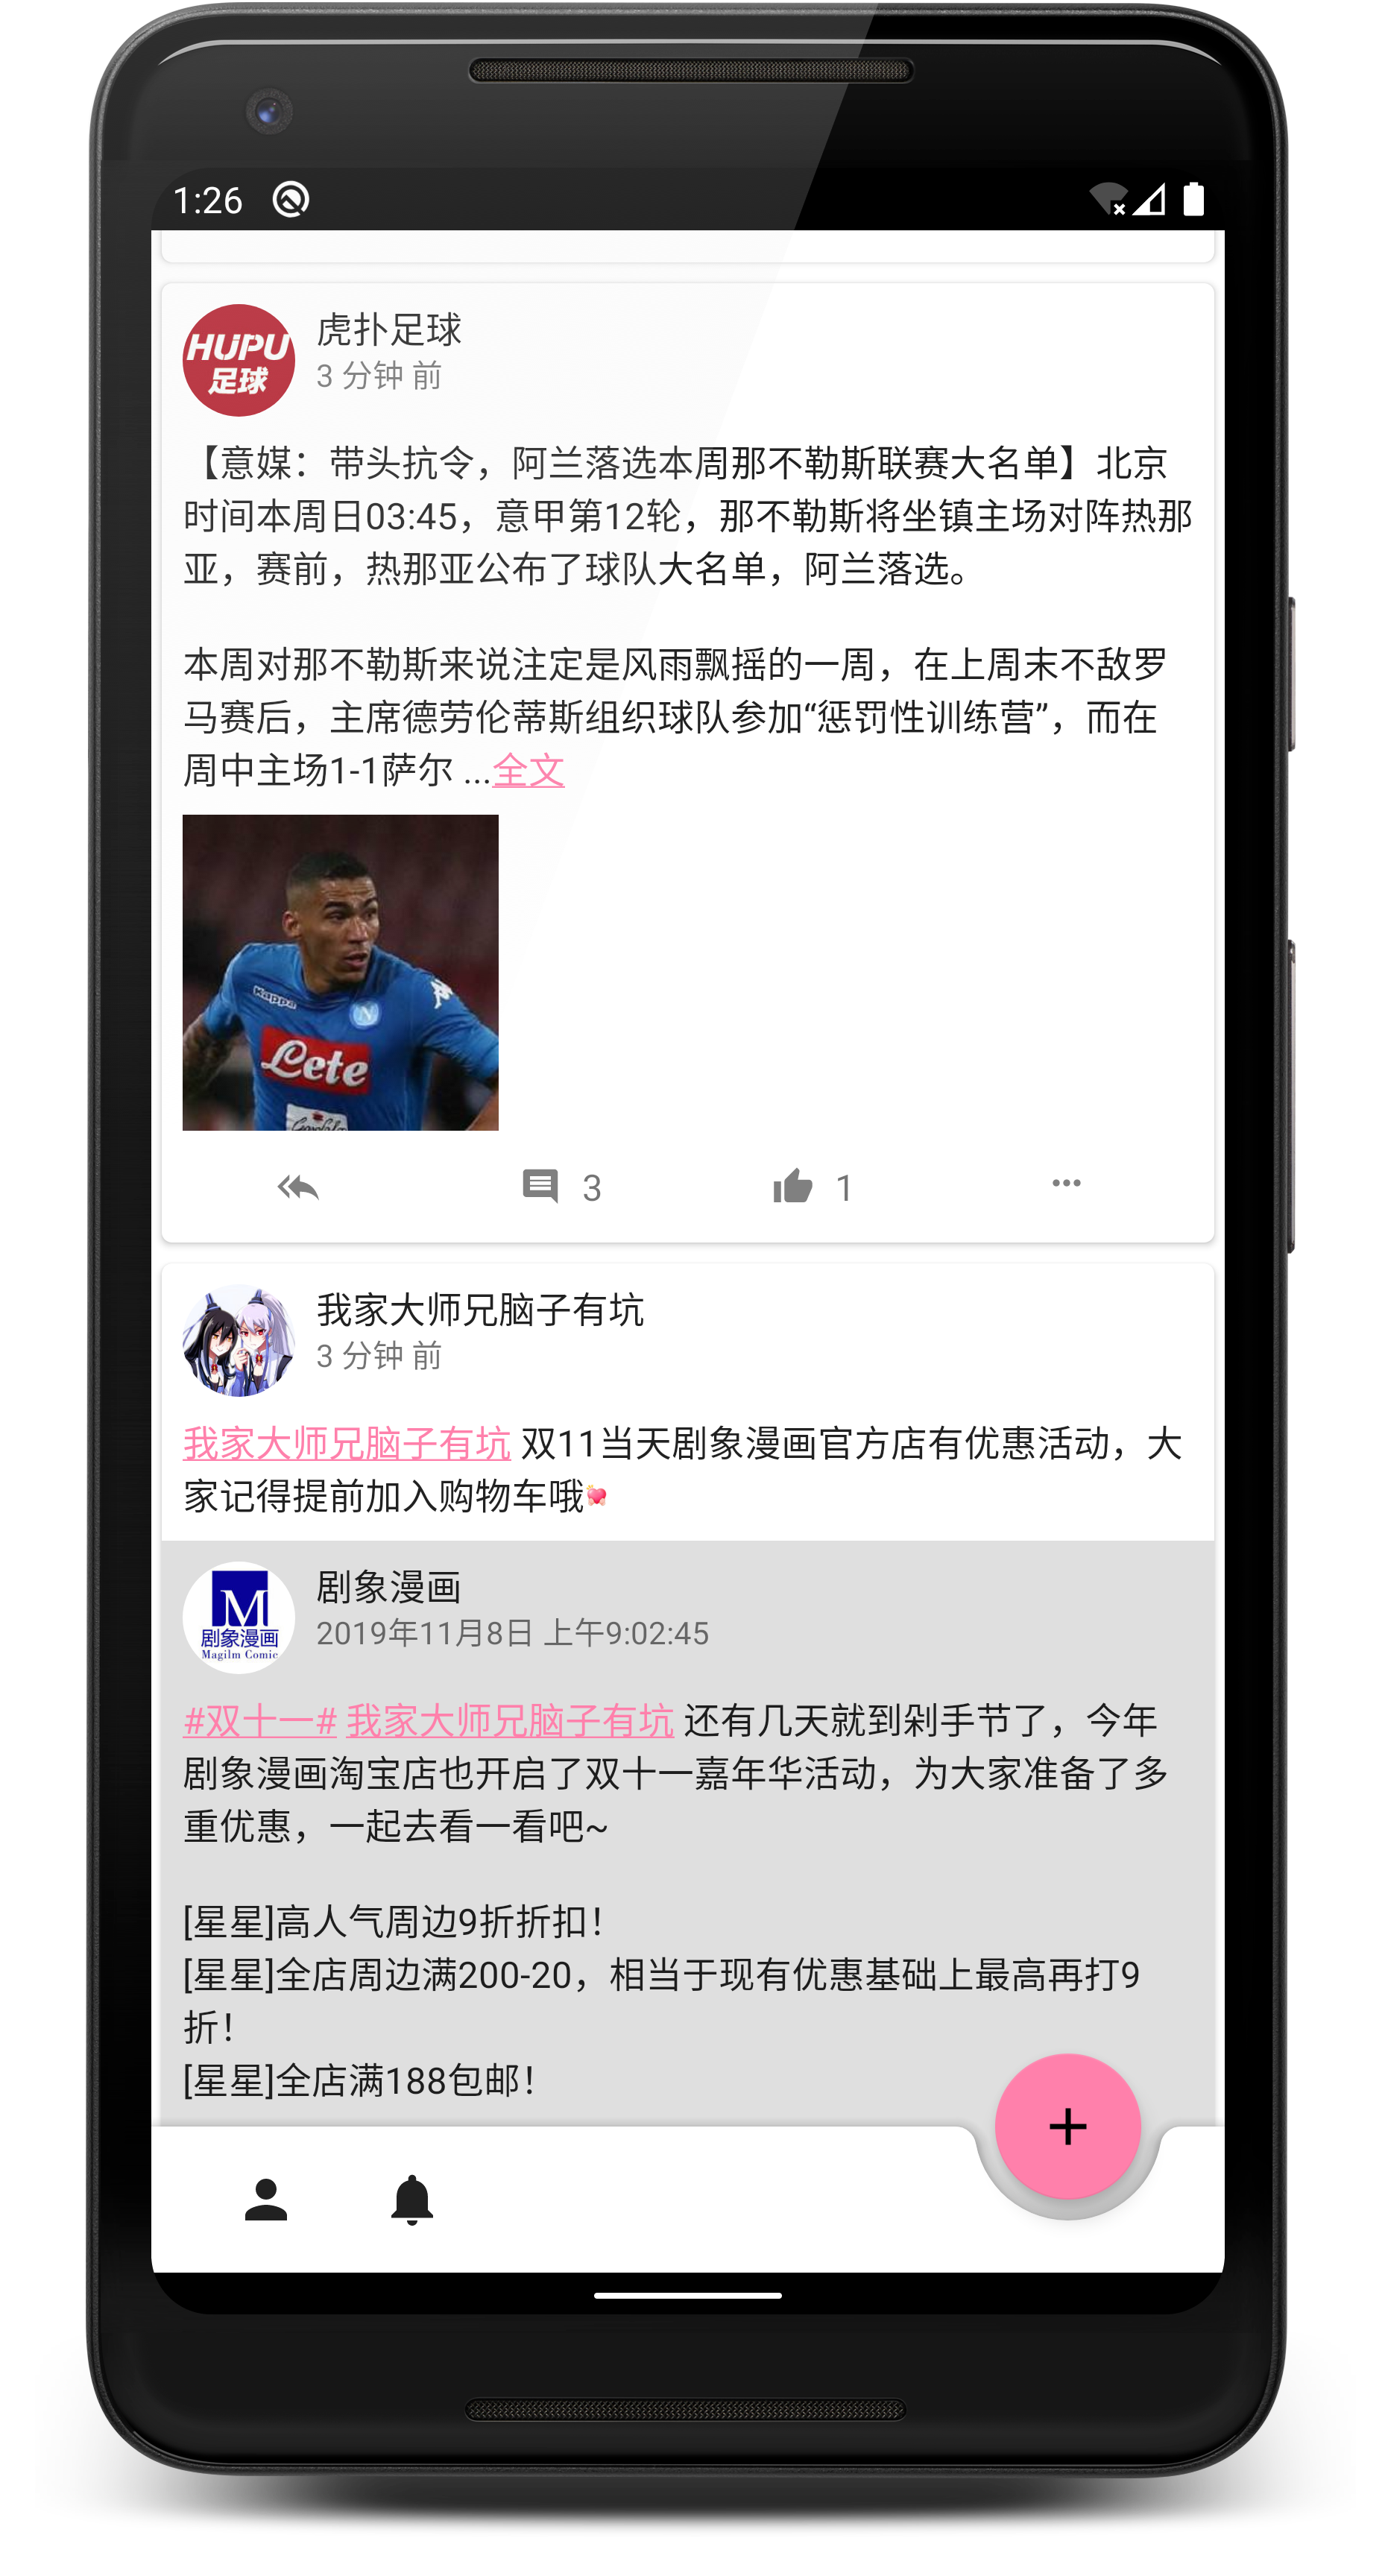 1:26
HUPU
足球
虎扑足球
3 分钟 前
【意媒：带头抗令，阿兰落选本周那不勒斯联赛大名单】北京
时间本周日03:45，意甲第12轮，那不勒斯将坐镇主场对阵热那
亚，赛前，热那亚公布了球队大名单，阿兰落选。
本周对那不勒斯来说注定是风雨飘摇的一周，在上周末不敌罗
马赛后，主席德劳伦蒂斯组织球队参加“惩罚性训练营”，而在
周中主场1-1萨尔 ...全文
Kappa
N
Lete
3
1
我家大师兄脑子有坑
3 分钟 前
我家大师兄脑子有坑 双11当天剧象漫画官方店有优惠活动，大
家记得提前加入购物车哦
M
剧象漫画
Magilm Comic
剧象漫画
2019年11月8日 上午9:02:45
#双十一# 我家大师兄脑子有坑 还有几天就到剁手节了，今年
剧象漫画淘宝店也开启了双十一嘉年华活动，为大家准备了多
重优惠，一起去看一看吧~
[星星]高人气周边9折折扣！
[星星]全店周边满200-20，相当于现有优惠基础上最高再打9
折！
[星星]全店满188包邮！